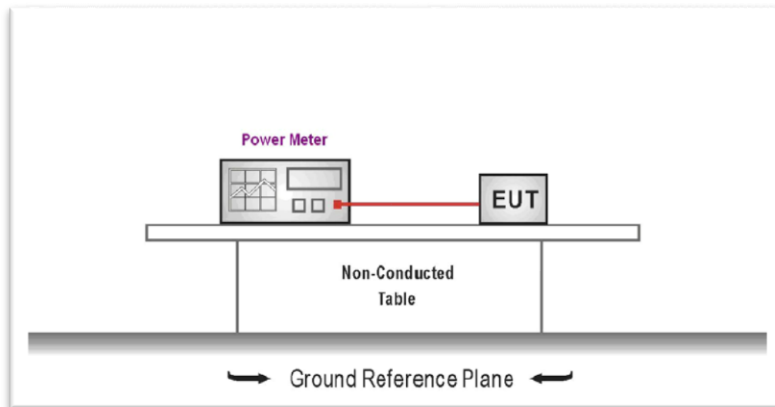 Power Meter
EUT
Non-Conducted
Table
Ground Reference Plane